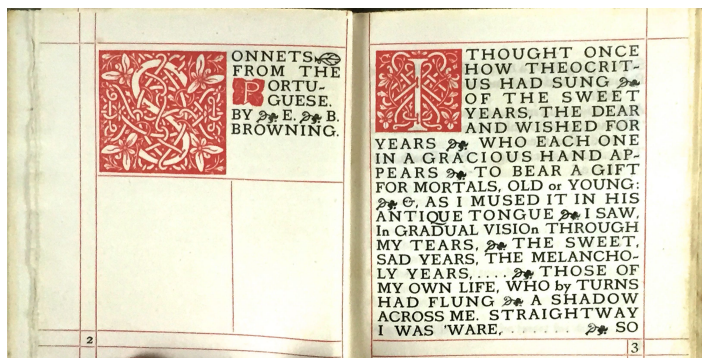 SONNETS
FROM THE
PORTU-
GUESE.
BY E. B.
BROWNING.
2
I THOUGHT ONCE
HOW THEOCRIT-
US HAD SUNG
OF THE SWEET
YEARS, THE DEAR
AND WISHED FOR
YEARS WHO EACH ONE
IN A GRACIOUS HAND AP-
PEARS TO BEAR A GIFT
FOR MORTALS, OLD or YOUNG:
&, AS I MUSED IT IN HIS
ANTIQUE TONGUE I SAW,
In GRADUAL VISIOn THROUGH
MY TEARS, THE SWEET,
SAD YEARS, THE MELANCHO-
LY YEARS, .... THOSE OF
MY OWN LIFE, WHO by TURNS
HAD FLUNG A SHADOW
ACROSS ME. STRAIGHTWAY
I WAS 'WARE, ....... SO
3